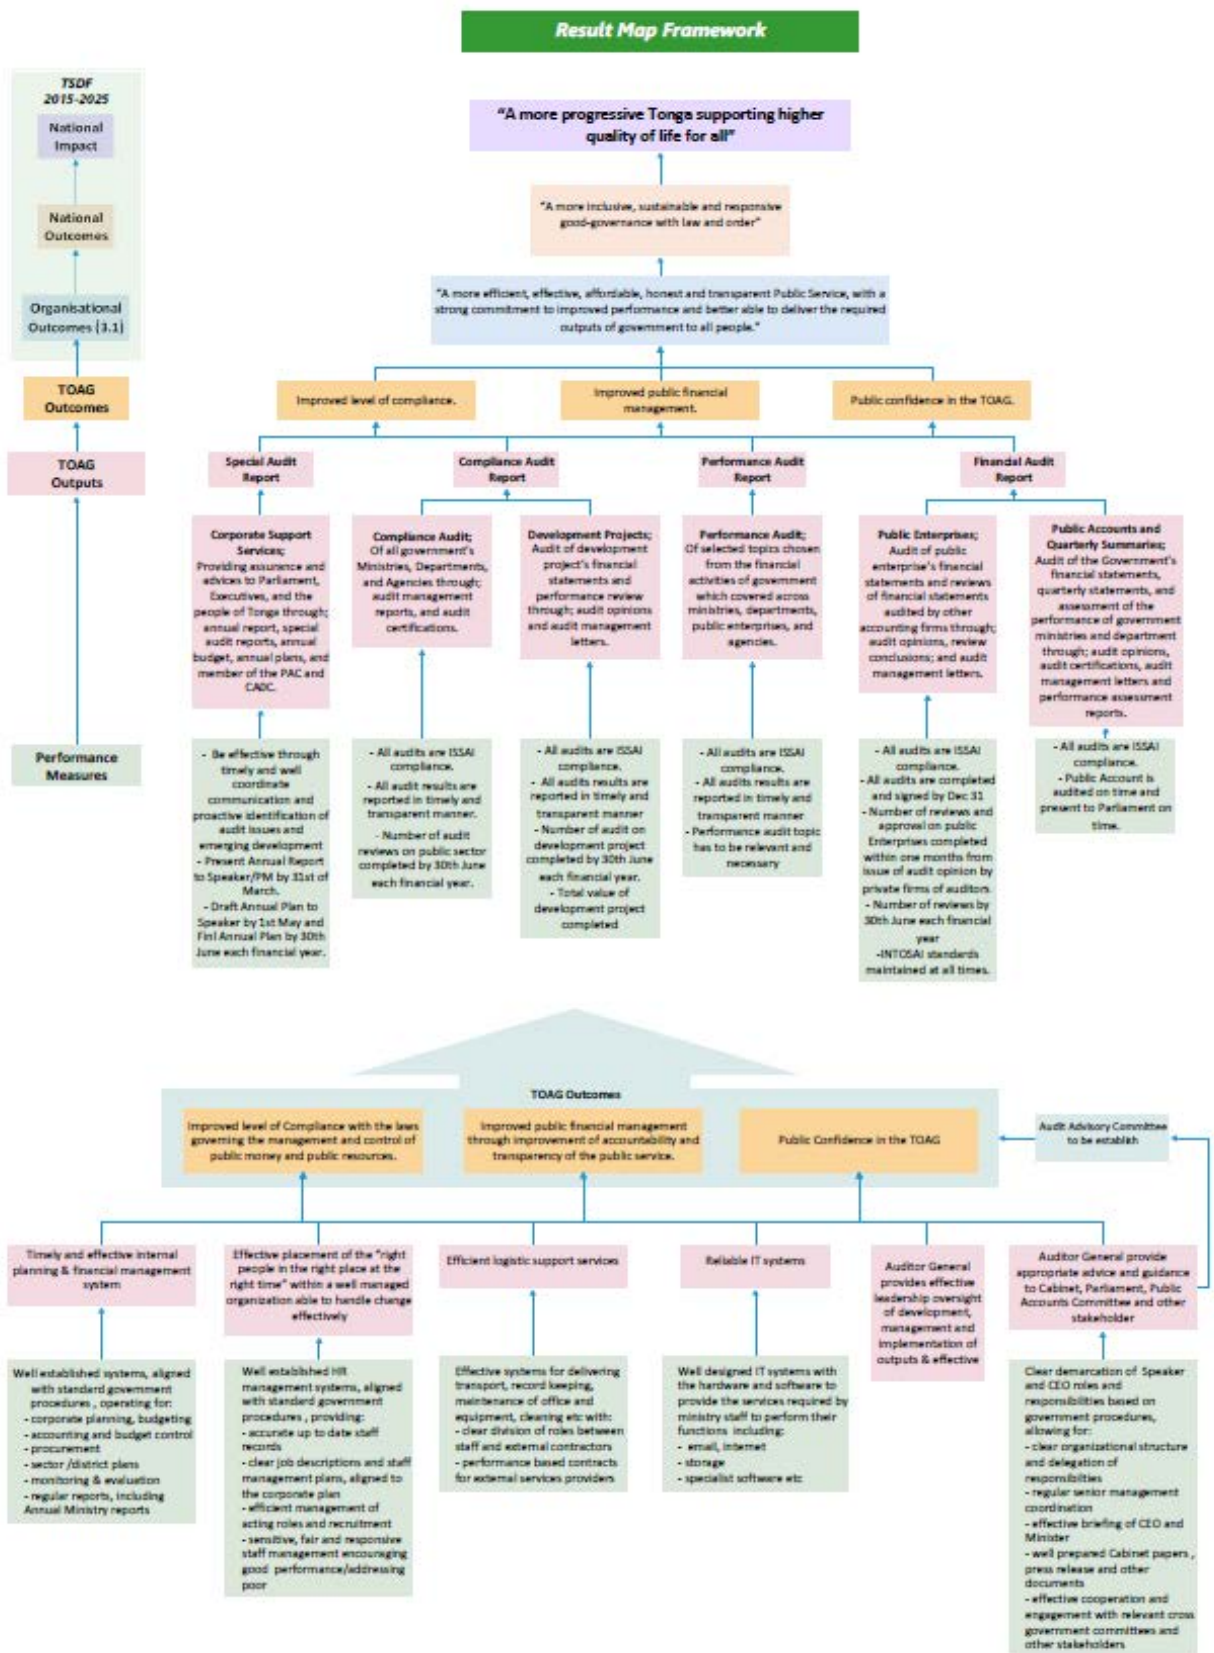 Result Map Framework
TSDF
2015-2025
National
Impact
National
Outcomes
Organisational
Outcomes (3.1)
TOAG
Outcomes
TOAG
Outputs
Performance
Measures
"A more progressive Tonga supporting higher
quality of life for all"
"A more inclusive, sustainable and responsive
good-governance with law and order"
"A more efficient, effective, affordable, honest and transparent Public Service, with a
strong commitment to improved performance and better able to deliver the required
outputs of government to all people."
Improved level of compliance.
Improved public financial
management.
Public confidence in the TOAG.
Special Audit
Report
Compliance Audit
Report
Performance Audit
Report
Financial Audit
Report
Corporate Support
Services;
Providing assurance and
advices to Parliament,
Executives, and the
people of Tonga through;
annual report, special
audit reports, annual
budget, annual plans, and
member of the PAC and
CAOC.
Compliance Audit;
Of all government's
Ministries, Departments,
and Agencies through;
audit management
reports, and audit
certifications.
Development Projects;
Audit of development
project's financial
statements and
performance review
through; audit opinions
and audit management
letters.
Performance Audit;
Of selected topics chosen
from the financial
activities of government
which covered across
ministries, departments,
public enterprises, and
agencies.
Public Enterprises;
Audit of public
enterprise's financial
statements and reviews
of financial statements
audited by other
accounting firms through;
audit opinions, review
conclusions; and audit
management letters.
Public Accounts and
Quarterly Summaries;
Audit of the Government's
financial statements,
quarterly statements, and
assessment of the
performance of government
ministries and department
through; audit opinions,
audit certifications, audit
management letters and
performance assessment
reports.
- Be effective through
timely and well
coordinate
communication and
proactive identification of
audit issues and
emerging development
- Present Annual Report
to Speaker/PM by 31st of
March.
- Draft Annual Plan to
Speaker by 1st May and
Finl Annual Plan by 30th
June each financial year.
- All audits are ISSAI
compliance.
- All audit results are
reported in timely and
transparent manner.
- Number of audit
reviews on public sector
completed by 30th June
each financial year.
- All audits are ISSAI
compliance.
- All audits results are
reported in timely and
transparent manner
- Number of audit on
development project
completed by 30th June
each financial year.
- Total value of
development project
completed
- All audits are ISSAI
compliance.
- All audits results are
reported in timely and
transparent manner
- Performance audit topic
has to be relevant and
necessary
- All audits are ISSAI
compliance.
- All audits are completed
and signed by Dec 31
- Number of reviews and
approval on public
Enterprises completed
within one months from
issue of audit opinion by
private firms of auditors.
- Number of reviews by
30th June each financial
year
-INTOSAI standards
maintained at all times.
- All audits are ISSAI
compliance.
- Public Account is
audited on time and
present to Parliament on
time.
TOAG Outcomes
Improved level of Compliance with the laws
governing the management and control of
public money and public resources.
Improved public financial management
through improvement of accountability and
transparency of the public service.
Public Confidence in the TOAG
Audit Advisory Committee
to be establish
Timely and effective internal
planning & financial management
system
Effective placement of the "right
people in the right place at the
right time" within a well managed
organization able to handle change
effectively
Efficient logistic support services
Reliable IT systems
Auditor General
provides effective
leadership oversight
of development,
management and
implementation of
outputs & effective
Auditor General provide
appropriate advice and guidance
to Cabinet, Parliament, Public
Accounts Committee and other
stakeholder
Well established systems, aligned
with standard government
procedures , operating for:
- corporate planning, budgeting
- accounting and budget control
- procurement
- sector /district plans
- monitoring & evaluation
- regular reports, including
Annual Ministry reports
Well established HR
management systems, aligned
with standard government
procedures , providing:
- accurate up to date staff
records
- clear job descriptions and staff
management plans, aligned to
the corporate plan
- efficient management of
acting roles and recruitment
- sensitive, fair and responsive
staff management encouraging
good performance/addressing
poor
Effective systems for delivering
transport, record keeping,
maintenance of office and
equipment, cleaning etc with:
- clear division of roles between
staff and external contractors
- performance based contracts
for external services providers
Well designed IT systems with
the hardware and software to
provide the services required by
ministry staff to perform their
functions including:
- email, internet
- storage
- specialist software etc
Clear demarcation of Speaker
and CEO roles and
responsibilities based on
government procedures,
allowing for:
- clear organizational structure
and delegation of
responsibilties
- regular senior management
coordination
- effective briefing of CEO and
Minister
- well prepared Cabinet papers ,
press release and other
documents
- effective cooperation and
engagement with relevant cross
government committees and
other stakeholders